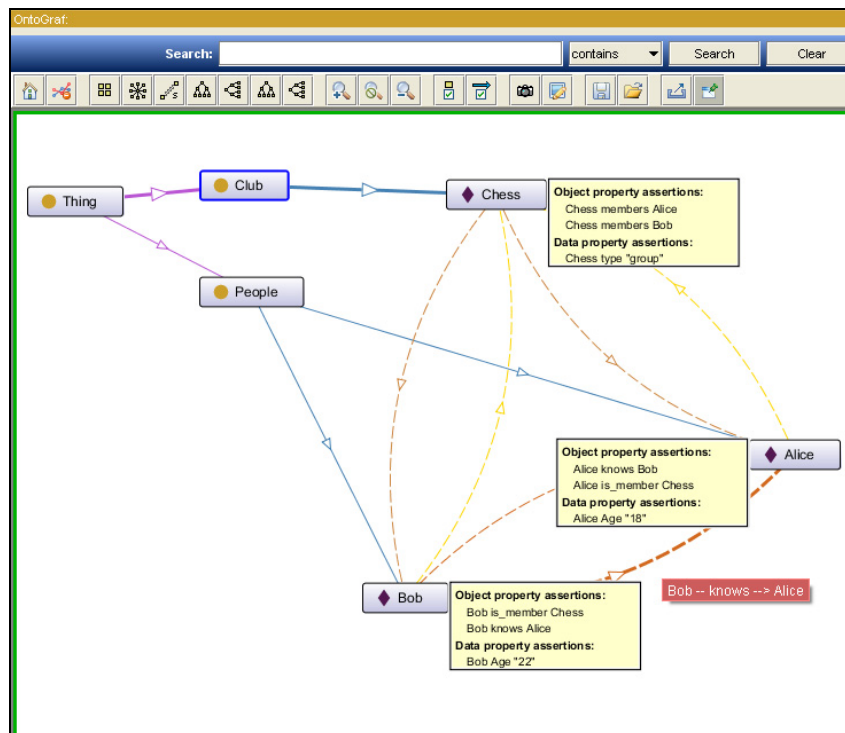 OntoGraf:
Search: contains Search Clear
Thing
Club
Chess
Object property assertions:
Chess members Alice
Chess members Bob
Data property assertions:
Chess type "group"
People
Alice
Object property assertions:
Alice knows Bob
Alice is_member Chess
Data property assertions:
Alice Age "18"
Bob
Object property assertions:
Bob is_member Chess
Bob knows Alice
Data property assertions:
Bob Age "22"
Bob -- knows --> Alice